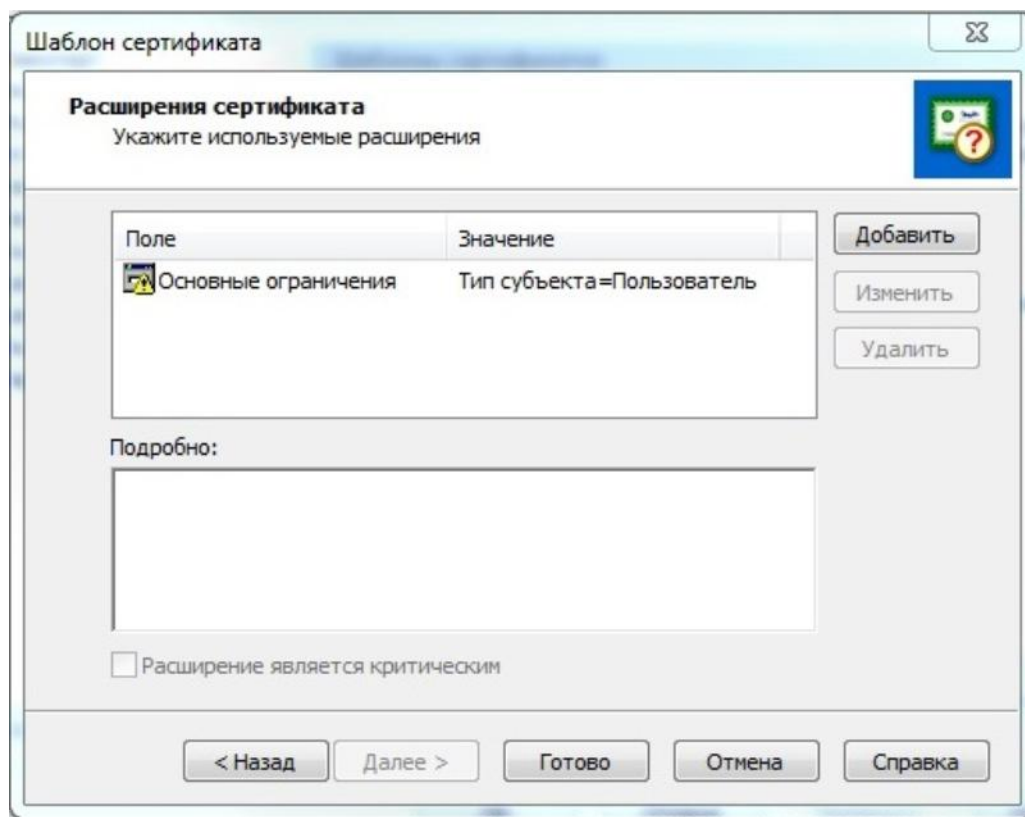 Шаблон сертификата
Расширения сертификата
Укажите используемые расширения
Поле Значение
Основные ограничения Тип субъекта=Пользователь
Добавить
Изменить
Удалить
Подробно:
Расширение является критическим
< Назад Далее > Готово Отмена Справка